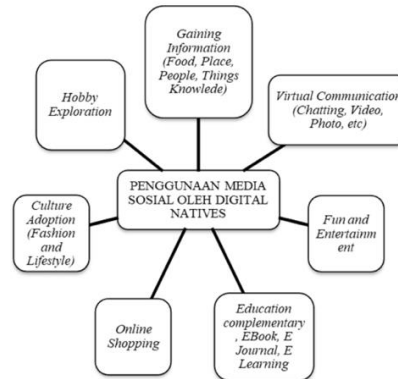 Gaining
Information
(Food, Place,
People, Things
Knowlede)
Hobby
Exploration
Virtual Communication
(Chatting, Video,
Photo, etc)
PENGGUNAAN MEDIA
SOSIAL OLEH DIGITAL
NATIVES
Culture
Adoption
(Fashion
and
Lifestyle)
Fun and
Entertainm
ent
Online
Shopping
Education
complementary
, EBook, E
Journal, E
Learning